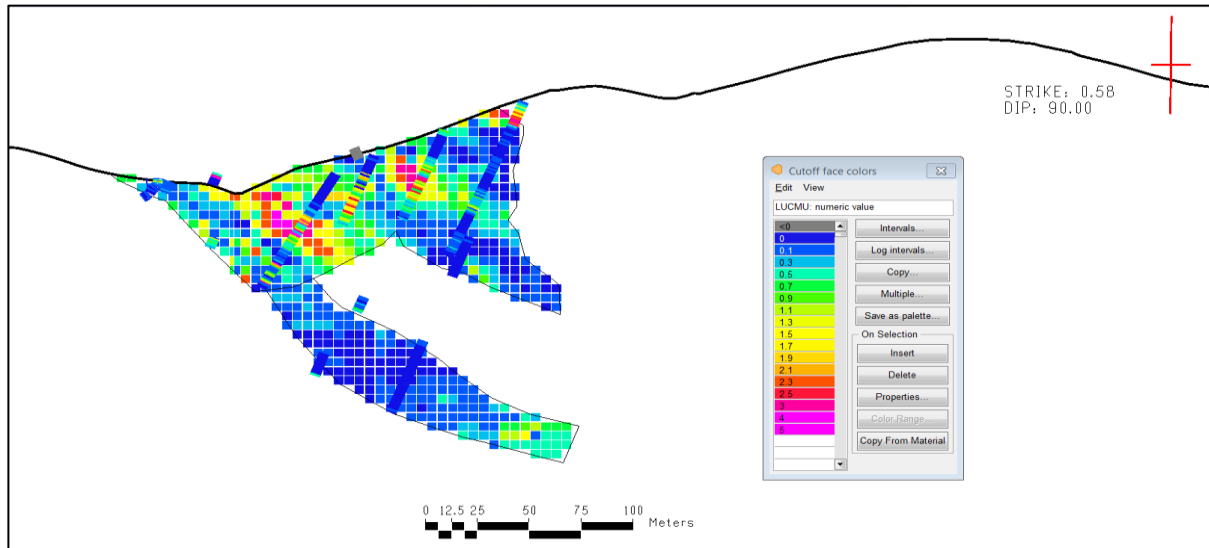 STRIKE: 0.58
DIP: 90.00
Cutoff face colors
Edit View
LUCMU: numeric value
<0
0
0.1
0.3
0.5
0.7
0.9
1.1
1.3
1.5
1.7
1.9
2.1
2.3
2.5
3
4
5
Intervals...
Log intervals...
Copy...
Multiple...
Save as palette...
On Selection
Insert
Delete
Properties...
Color Range...
Copy From Material
0 12.5 25 50 75 100
Meters